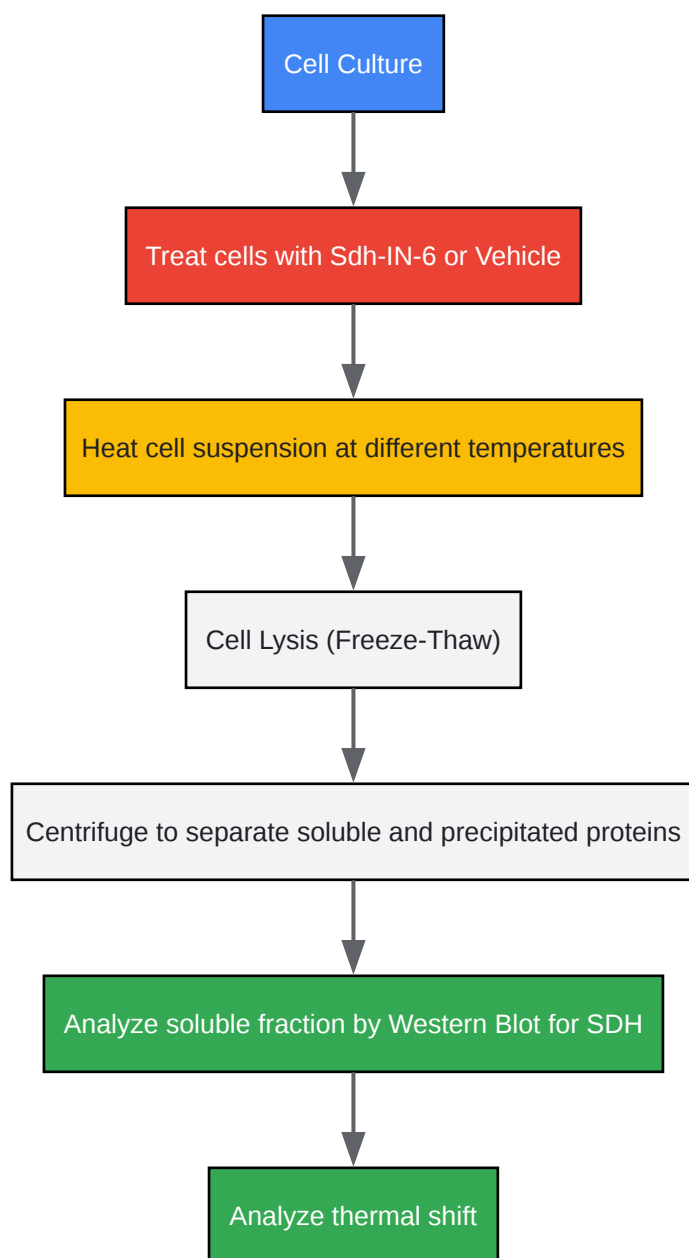 Cell Culture
Treat cells with Sdh-IN-6 or Vehicle
Heat cell suspension at different temperatures
Cell Lysis (Freeze-Thaw)
Centrifuge to separate soluble and precipitated proteins
Analyze soluble fraction by Western Blot for SDH
Analyze thermal shift